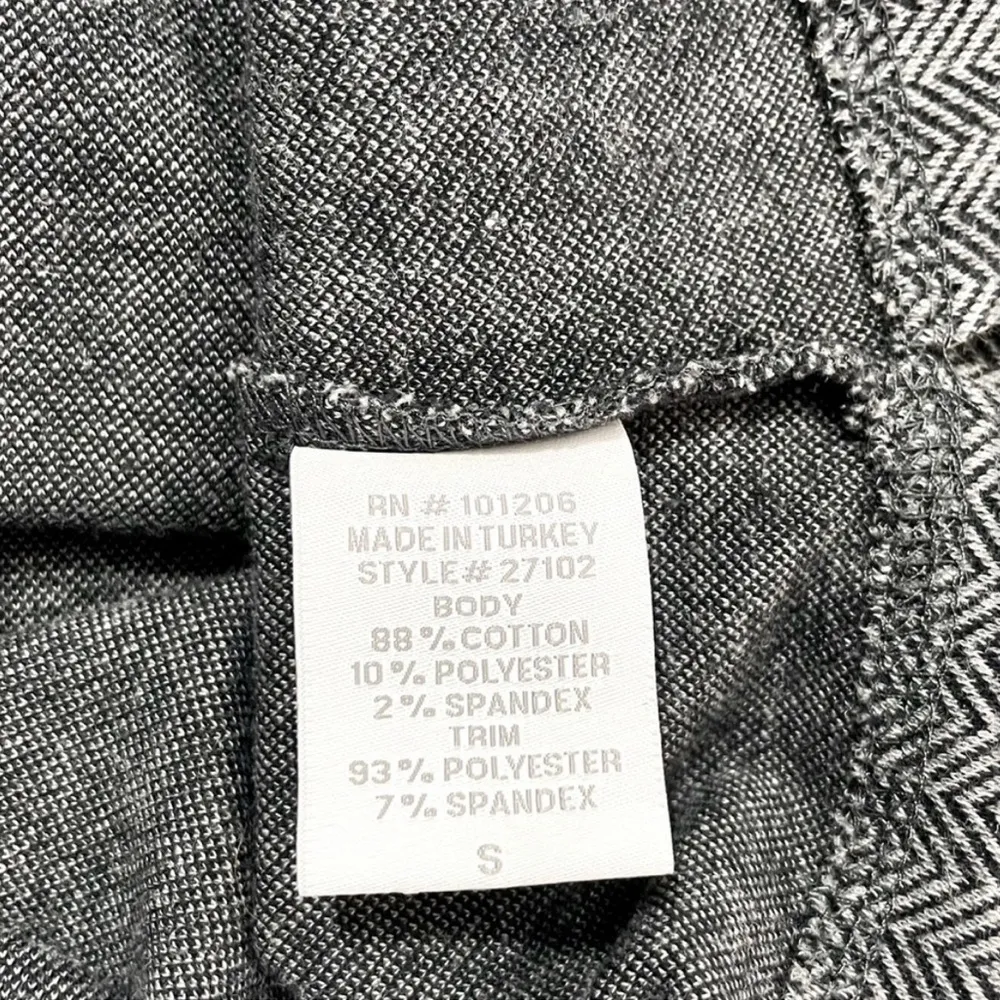 RN # 101206
MADE IN TURKEY
STYLE# 27102
BODY
88 % COTTON
10 % POLYESTER
2 % SPANDEX
TRIM
93 % POLYESTER
7 % SPANDEX
S